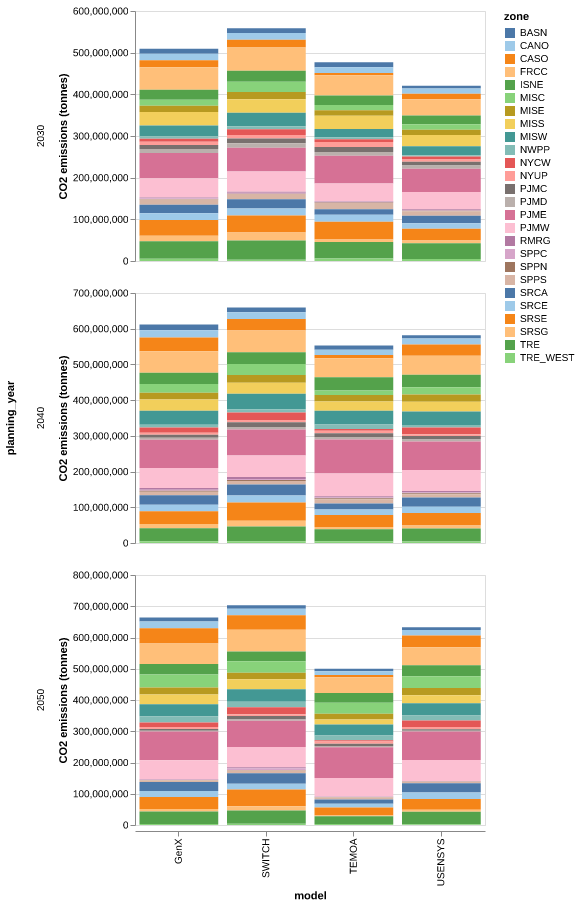 planning_year
2030
CO2 emissions (tonnes)
600,000,000
500,000,000
400,000,000
300,000,000
200,000,000
100,000,000
0
2040
CO2 emissions (tonnes)
700,000,000
600,000,000
500,000,000
400,000,000
300,000,000
200,000,000
100,000,000
0
2050
CO2 emissions (tonnes)
800,000,000
700,000,000
600,000,000
500,000,000
400,000,000
300,000,000
200,000,000
100,000,000
0
GenX
SWITCH
TEMOA
USENSYS
model
zone
BASN
CANO
CASO
FRCC
ISNE
MISC
MISE
MISS
MISW
NWPP
NYCW
NYUP
PJMC
PJMD
PJME
PJMW
RMRG
SPPC
SPPN
SPPS
SRCA
SRCE
SRSE
SRSG
TRE
TRE_WEST